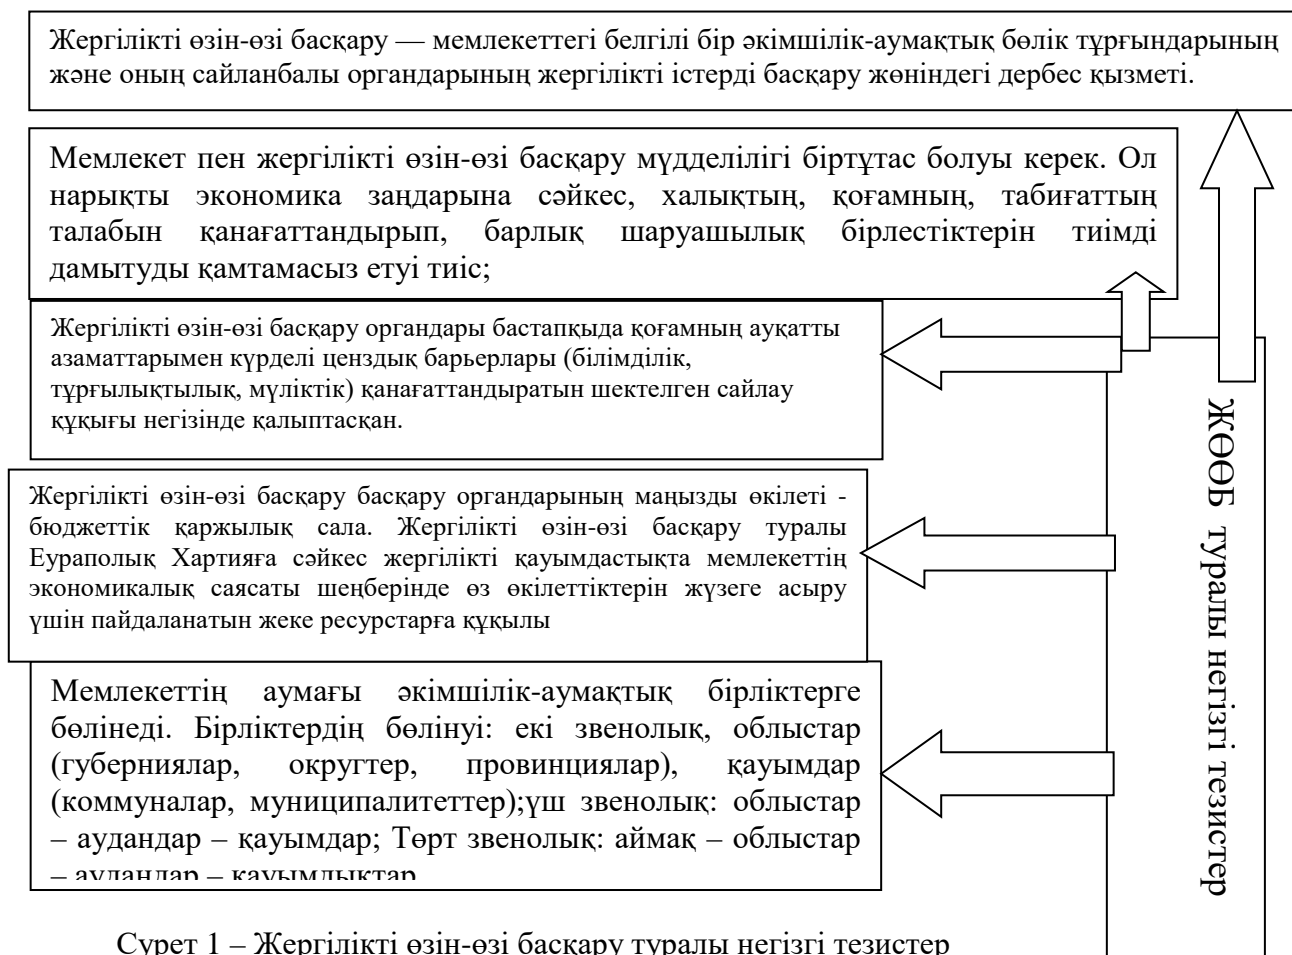 Жергілікті өзін-өзі басқару — мемлекеттегі белгілі бір әкімшілік-аумақтық бөлік тұрғындарының
және оның сайланбалы органдарының жергілікті істерді басқару жөніндегі дербес қызметі.
Мемлекет пен жергілікті өзін-өзі басқару мүдделілігі біртұтас болуы керек. Ол
нарықты экономика заңдарына сәйкес, халықтың, қоғамның, табиғаттың
талабын қанағаттандырып, барлық шаруашылық бірлестіктерін тиімді
дамытуды қамтамасыз етуі тиіс;
Жергілікті өзін-өзі басқару органдары бастапқыда қоғамның ауқатты
азаматтарымен күрделі ценздық барьерлары (білімділік,
тұрғылықтылық, мүліктік) қанағаттандыратын шектелген сайлау
құқығы негізінде қалыптасқан.
Жергілікті өзін-өзі басқару басқару органдарының маңызды өкілеті -
бюджеттік қаржылық сала. Жергілікті өзін-өзі басқару туралы
Еураполық Хартияға сәйкес жергілікті қауымдастықта мемлекеттің
экономикалық саясаты шеңберінде өз өкілеттіктерін жүзеге асыру
үшін пайдаланатын жеке ресурстарға құқылы
Мемлекеттің аумағы әкімшілік-аумақтық бірліктерге
бөлінеді. Бірліктердің бөлінуі: екі звенолық, облыстар
(губерниялар, округтер, провинциялар), қауымдар
(коммуналар, муниципалитеттер);үш звенолық: облыстар
– аудандар – қауымдар; Төрт звенолық: аймақ – облыстар
– аудандар – қауымдықтар
ЖӨӨБ туралы негізгі тезистер
Сурет 1 – Жергілікті өзін-өзі басқару туралы негізгі тезистер